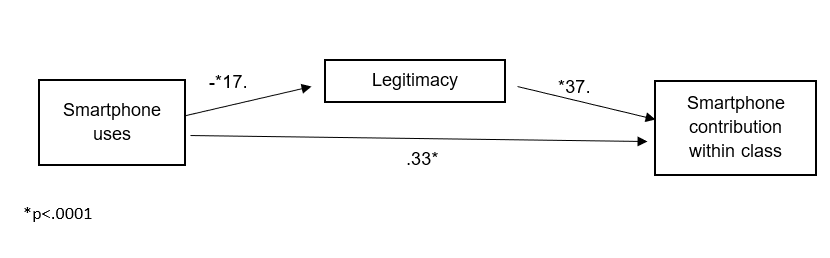 -*17.
Legitimacy
*37.
Smartphone
uses
Smartphone
contribution
within class
.33*
*p<.0001